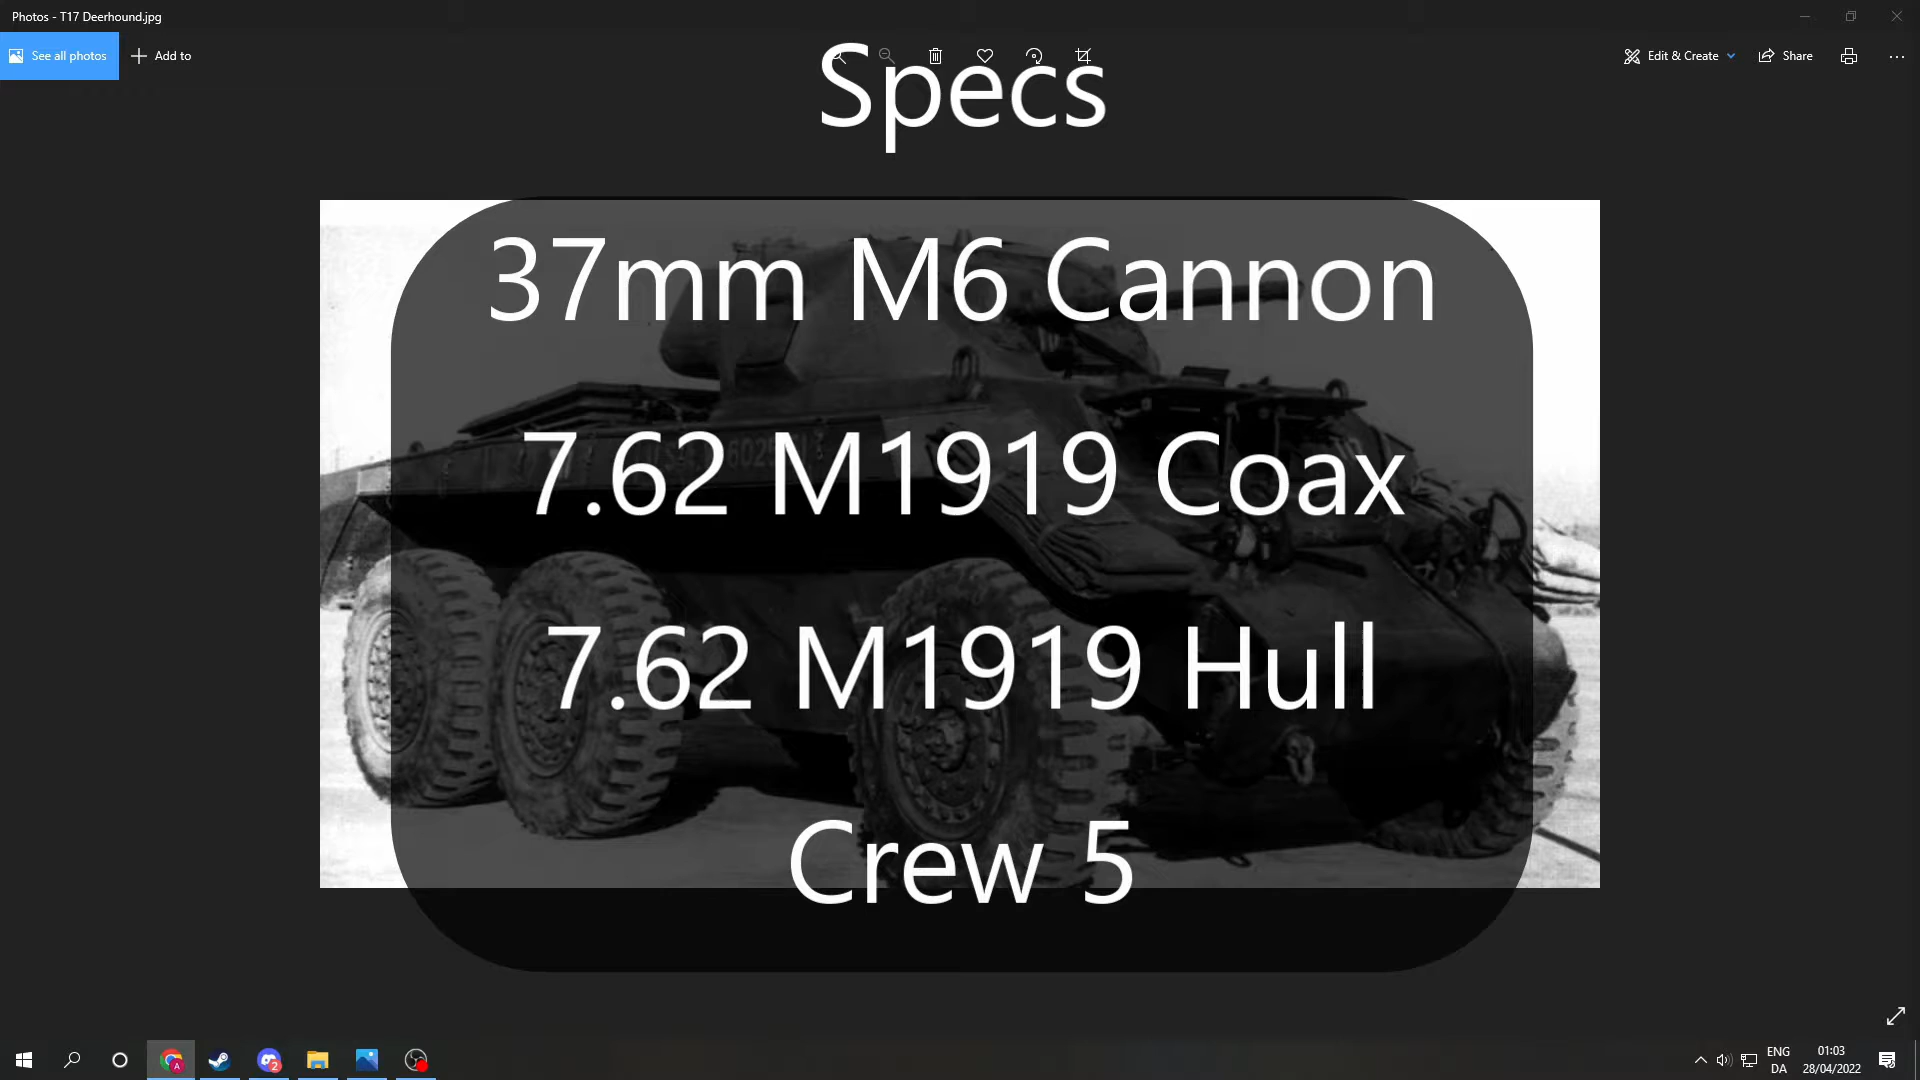 Photos - T17 Deerhound.jpg
See all photos
Add to
Edit & Create
Share
Specs
37mm M6 Cannon
7.62 M1919 Coax
7.62 M1919 Hull
Crew 5
A
2
ENG
DA
01:03
28/04/2022